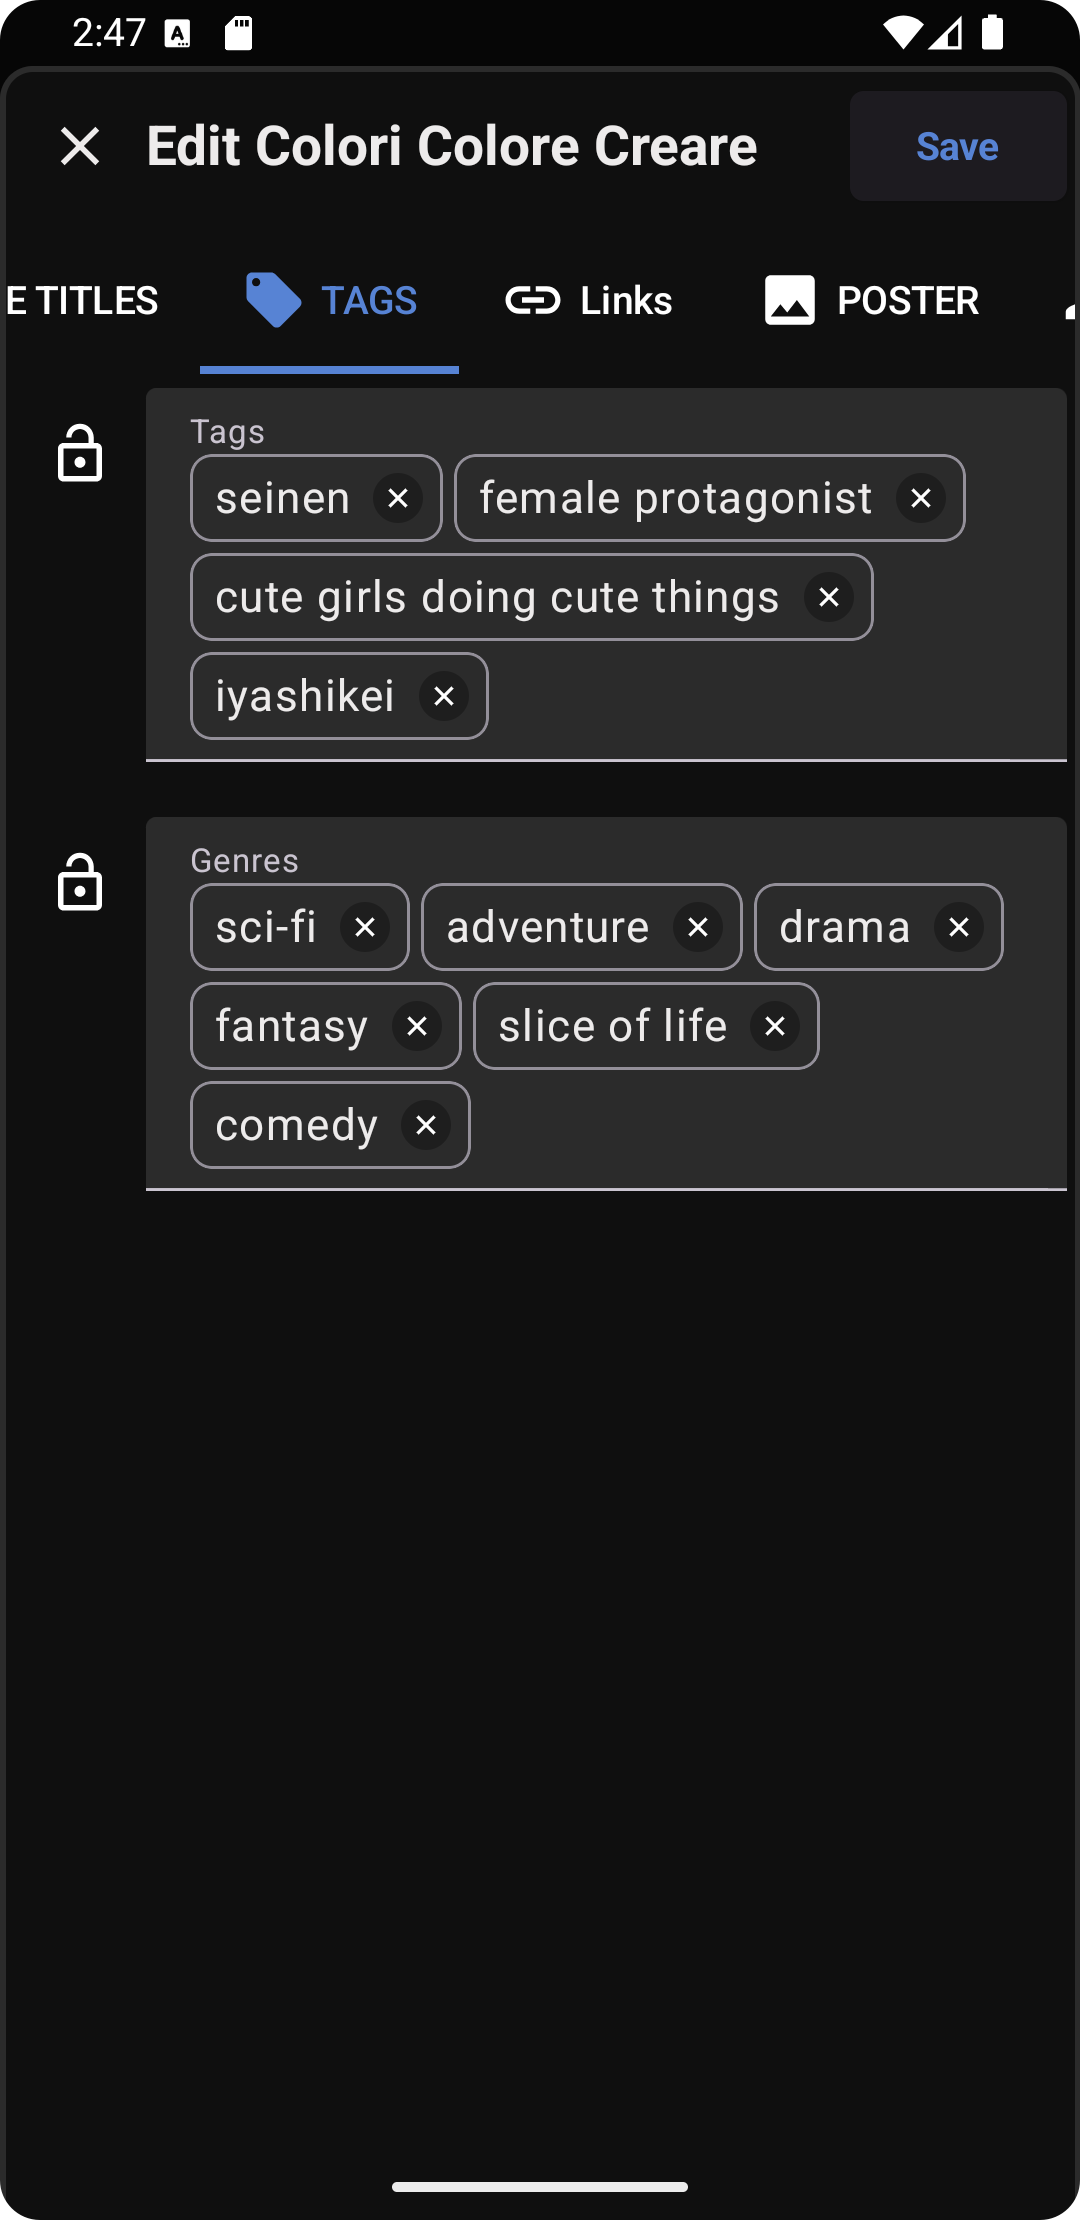 2:47
Edit Colori Colore Creare
Save
E TITLES
TAGS
Links
POSTER
Tags
seinen
female protagonist
cute girls doing cute things
iyashikei
Genres
sci-fi
adventure
drama
fantasy
slice of life
comedy